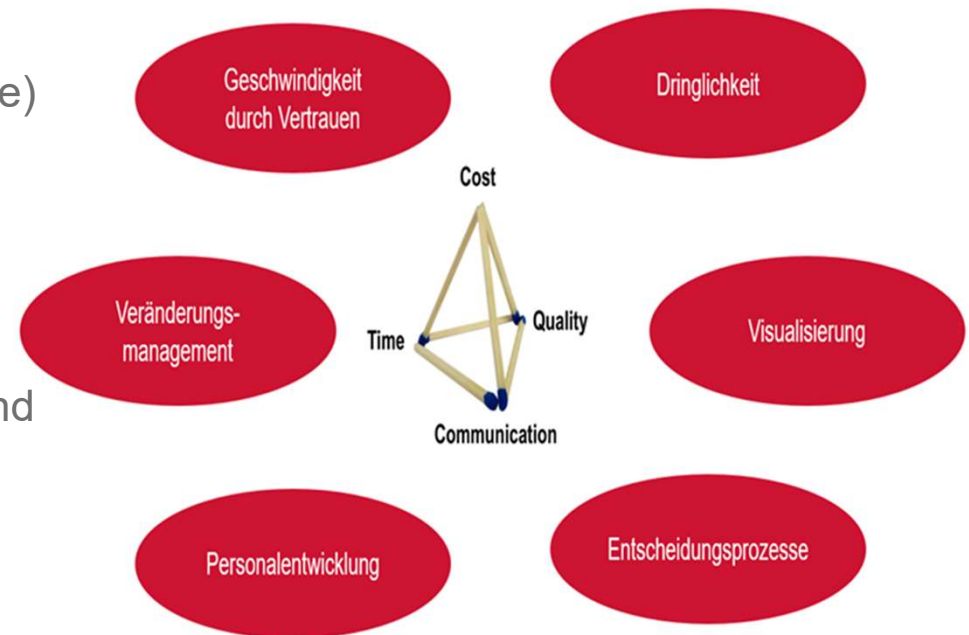 e)
nd
Geschwindigkeit
durch Vertrauen
Dringlichkeit
Cost
Veränderungs-
management
Time
Quality
Visualisierung
Communication
Personalentwicklung
Entscheidungsprozesse